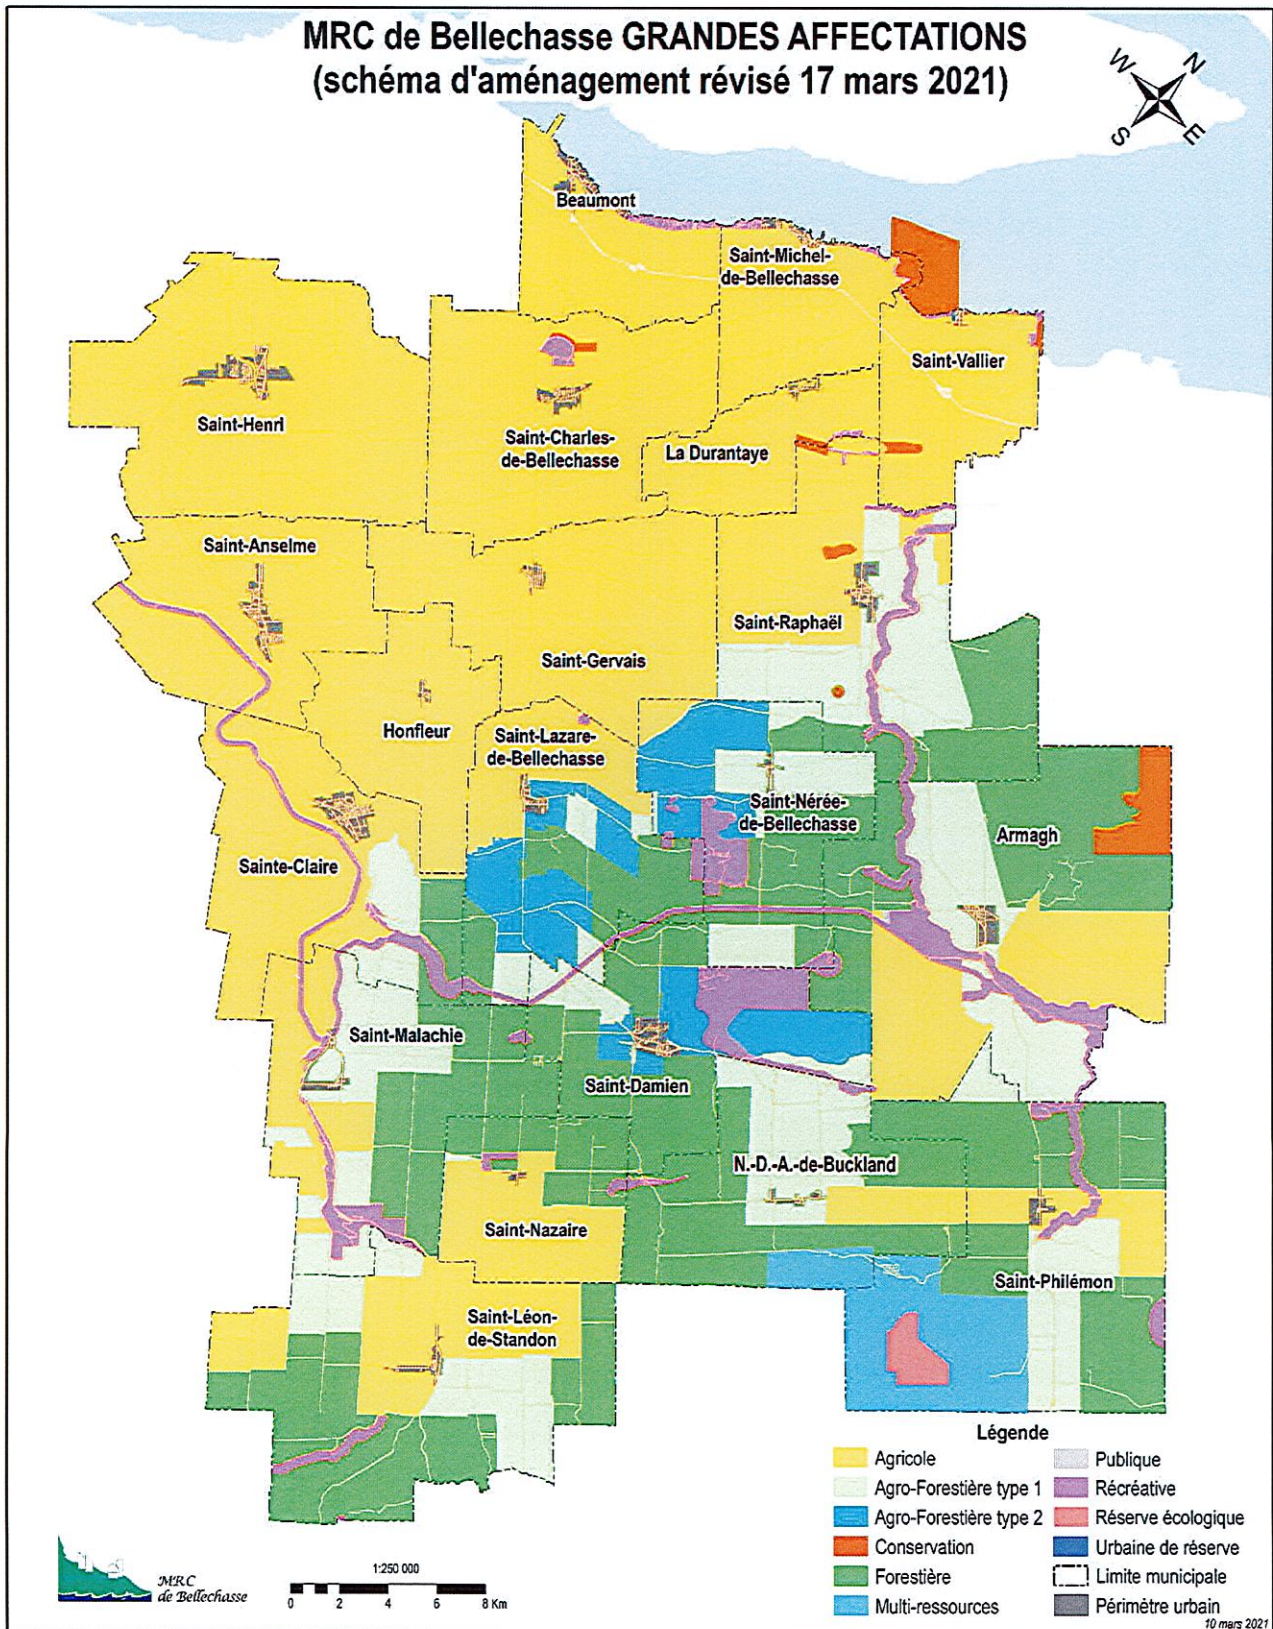 MRC de Bellechasse GRANDES AFFECTATIONS
(schéma d'aménagement révisé 17 mars 2021)
W
N
S
E
Beaumont
Saint-Michel-
de-Bellechasse
Saint-Vallier
Saint-Henri
Saint-Charles-
de-Bellechasse
La Durantaye
Saint-Anselme
Saint-Raphaël
Saint-Gervais
Honfleur
Saint-Lazare-
de-Bellechasse
Saint-Nérée-
de-Bellechasse
Armagh
Sainte-Claire
Saint-Malachie
Saint-Damien
N.-D.-A.-de-Buckland
Saint-Nazaire
Saint-Philémon
Saint-Léon-
de-Standon
Légende
Agricole
Agro-Forestière type 1
Agro-Forestière type 2
Conservation
Forestière
Multi-ressources
Publique
Récréative
Réserve écologique
Urbaine de réserve
Limite municipale
Périmètre urbain
MRC
de Bellechasse
1:250 000
0 2 4 6 8 Km
10 mars 2021